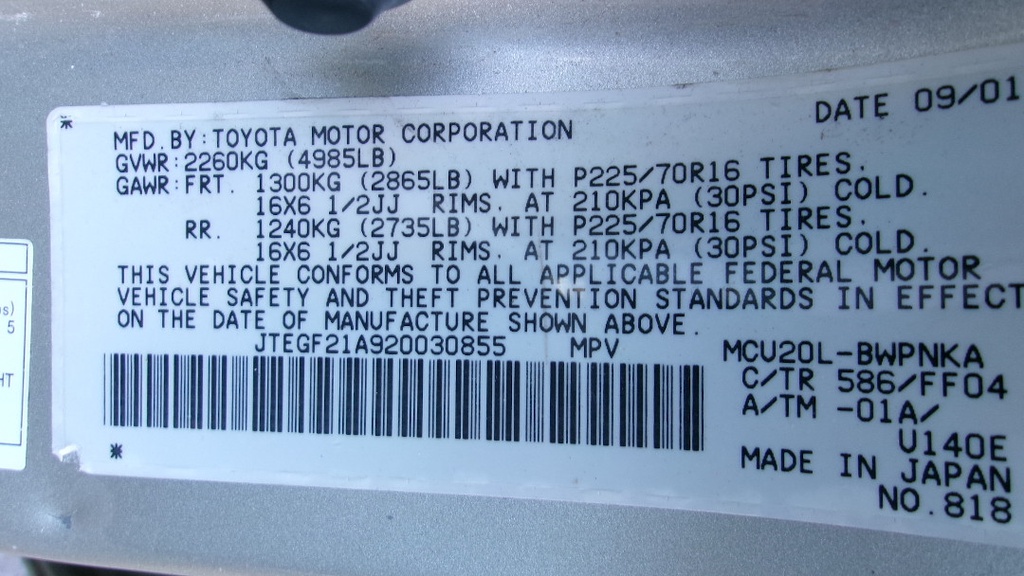 DATE 09/01
MFD. BY: TOYOTA MOTOR CORPORATION
GVWR: 2260KG (4985LB)
GAWR: FRT. 1300KG (2865LB) WITH P225/70R16 TIRES.
16X6 1/2JJ RIMS. AT 210KPA (30PSI) COLD.
RR. 1240KG (2735LB) WITH P225/70R16 TIRES.
16X6 1/2JJ RIMS. AT 210KPA (30PSI) COLD.
THIS VEHICLE CONFORMS TO ALL APPLICABLE FEDERAL MOTOR
VEHICLE SAFETY AND THEFT PREVENTION STANDARDS IN EFFECT
ON THE DATE OF MANUFACTURE SHOWN ABOVE.
JTEGF21A920030855 MPV MCU20L-BWPNKA
C/TR 586/FF04
A/TM -01A/
U140E
MADE IN JAPAN
NO.818
s)
5
HT